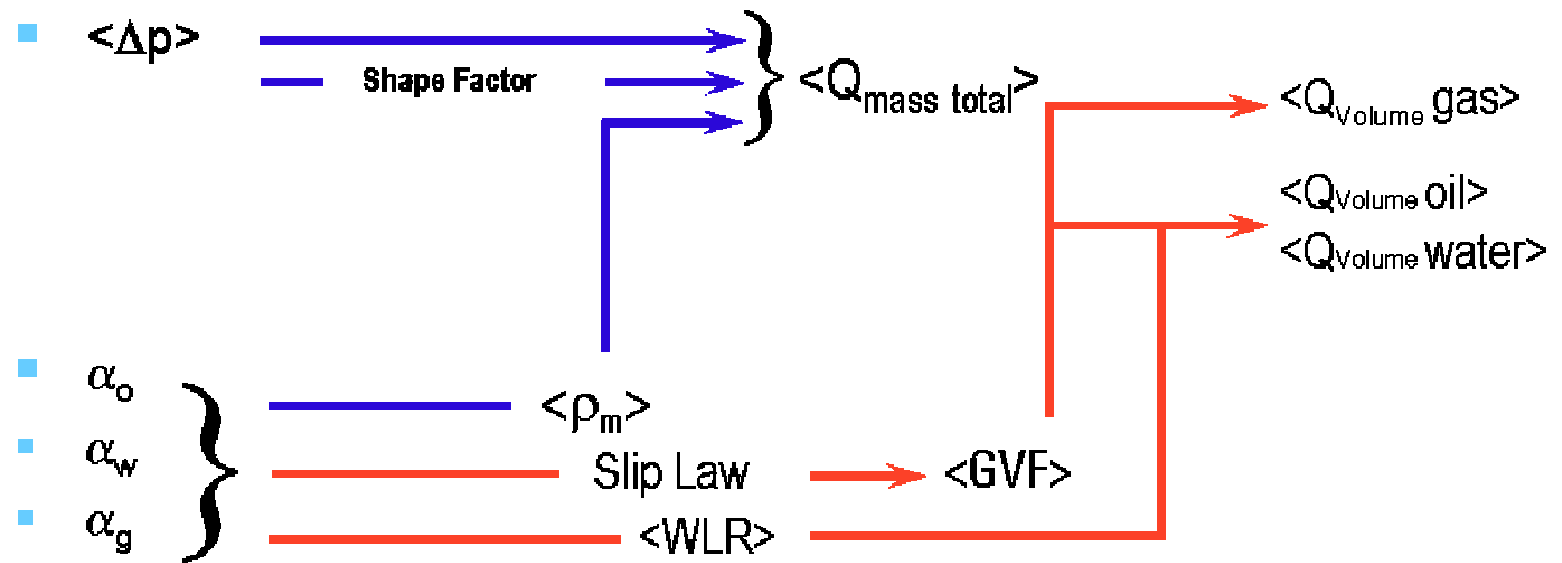 <Δp>
Shape Factor
<Qmass total>
<QVolume gas>
<QVolume oil>
<QVolume water>
αo
αw
αg
<ρm>
Slip Law
<GVF>
<WLR>